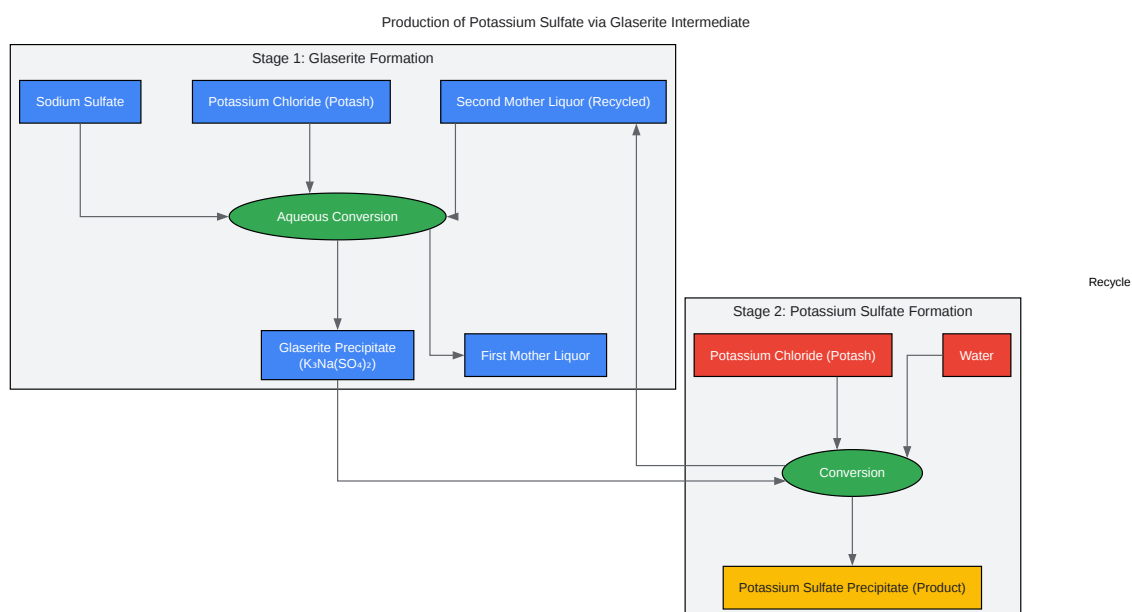 Production of Potassium Sulfate via Glaserite Intermediate
Stage 1: Glaserite Formation
Sodium Sulfate
Potassium Chloride (Potash)
Second Mother Liquor (Recycled)
Aqueous Conversion
Glaserite Precipitate
(K₃Na(SO₄)₂)
First Mother Liquor
Recycle
Stage 2: Potassium Sulfate Formation
Potassium Chloride (Potash)
Water
Conversion
Potassium Sulfate Precipitate (Product)